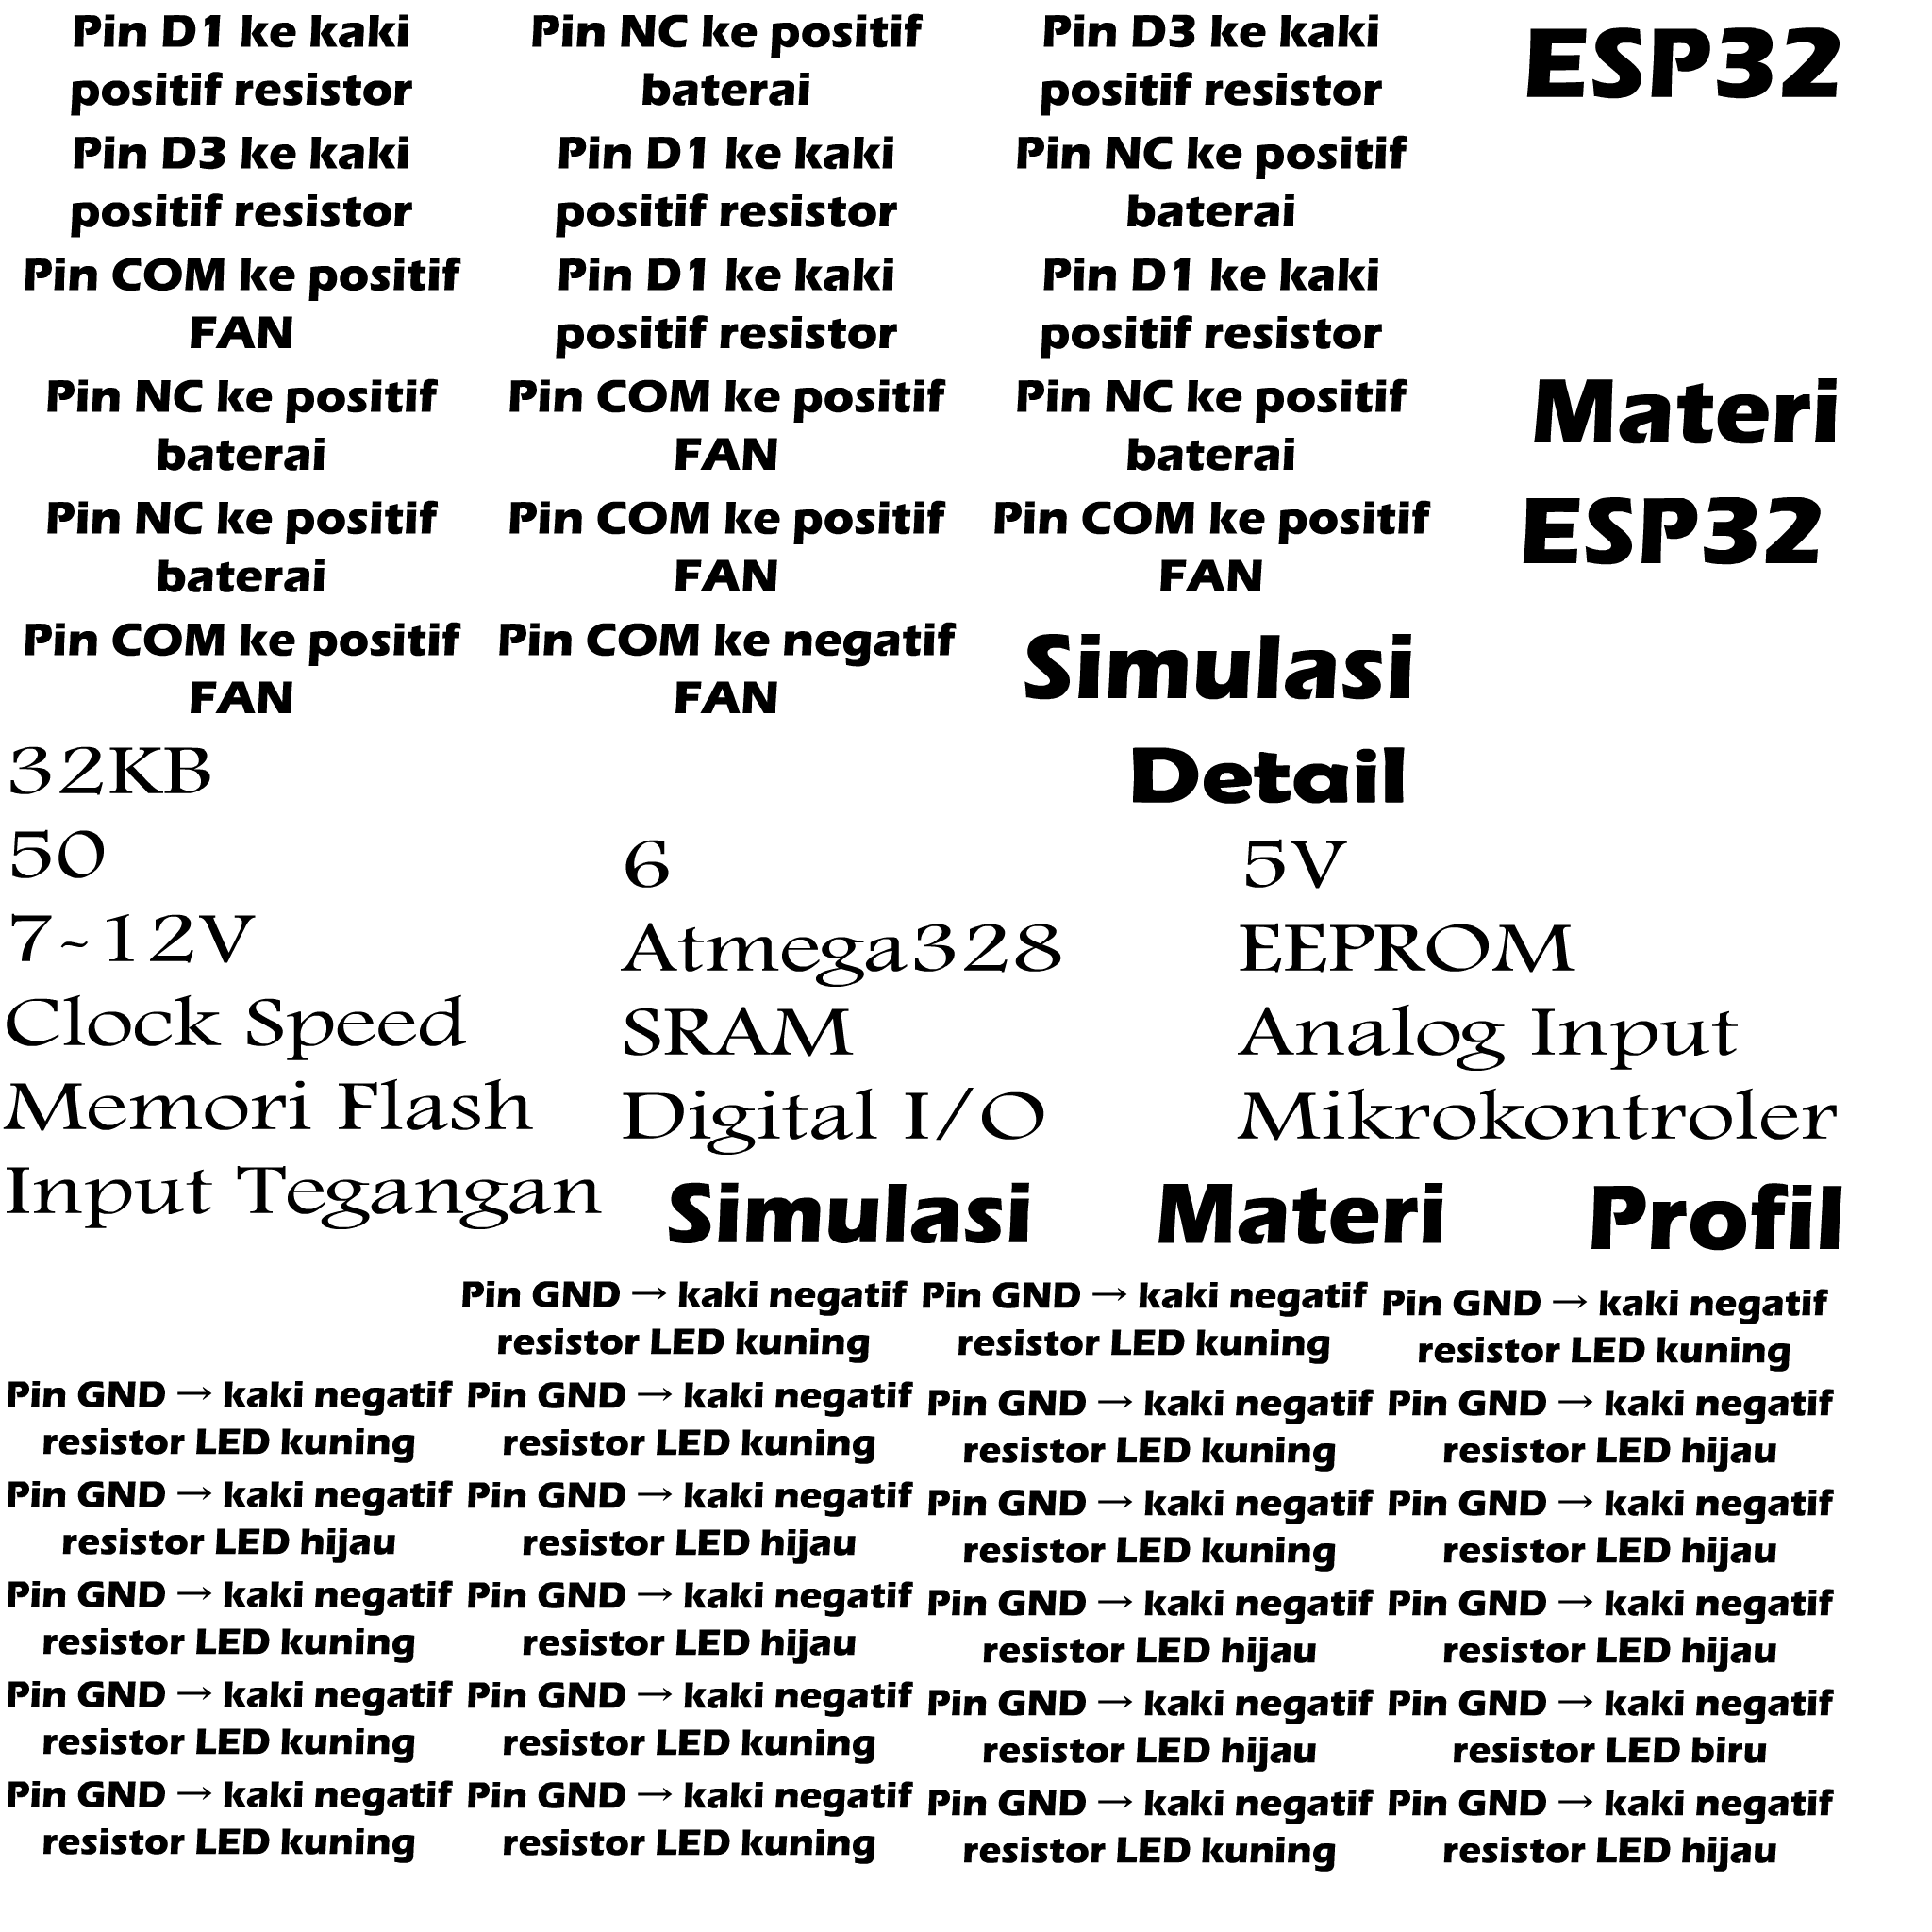 Pin D1 ke kaki
positif resistor
Pin NC ke positif
baterai
Pin D3 ke kaki
positif resistor
ESP32
Pin D3 ke kaki
positif resistor
Pin D1 ke kaki
positif resistor
Pin NC ke positif
baterai
Pin COM ke positif
FAN
Pin D1 ke kaki
positif resistor
Pin D1 ke kaki
positif resistor
Pin NC ke positif
baterai
Pin COM ke positif
FAN
Pin NC ke positif
baterai
Materi
ESP32
Pin NC ke positif
baterai
Pin COM ke positif
FAN
Pin COM ke positif
FAN
Pin COM ke positif
FAN
Pin COM ke negatif
FAN
Simulasi
32KB
Detail
50
6
5V
7-12V
Atmega328
EEPROM
Clock Speed
SRAM
Analog Input
Memori Flash
Digital I/O
Mikrokontroler
Input Tegangan
Simulasi
Materi
Profil
Pin GND → kaki negatif
resistor LED kuning
Pin GND → kaki negatif
resistor LED kuning
Pin GND → kaki negatif
resistor LED kuning
Pin GND → kaki negatif
resistor LED kuning
Pin GND → kaki negatif
resistor LED kuning
Pin GND → kaki negatif
resistor LED kuning
Pin GND → kaki negatif
resistor LED hijau
Pin GND → kaki negatif
resistor LED hijau
Pin GND → kaki negatif
resistor LED hijau
Pin GND → kaki negatif
resistor LED kuning
Pin GND → kaki negatif
resistor LED hijau
Pin GND → kaki negatif
resistor LED kuning
Pin GND → kaki negatif
resistor LED hijau
Pin GND → kaki negatif
resistor LED hijau
Pin GND → kaki negatif
resistor LED hijau
Pin GND → kaki negatif
resistor LED kuning
Pin GND → kaki negatif
resistor LED kuning
Pin GND → kaki negatif
resistor LED hijau
Pin GND → kaki negatif
resistor LED biru
Pin GND → kaki negatif
resistor LED kuning
Pin GND → kaki negatif
resistor LED kuning
Pin GND → kaki negatif
resistor LED kuning
Pin GND → kaki negatif
resistor LED hijau